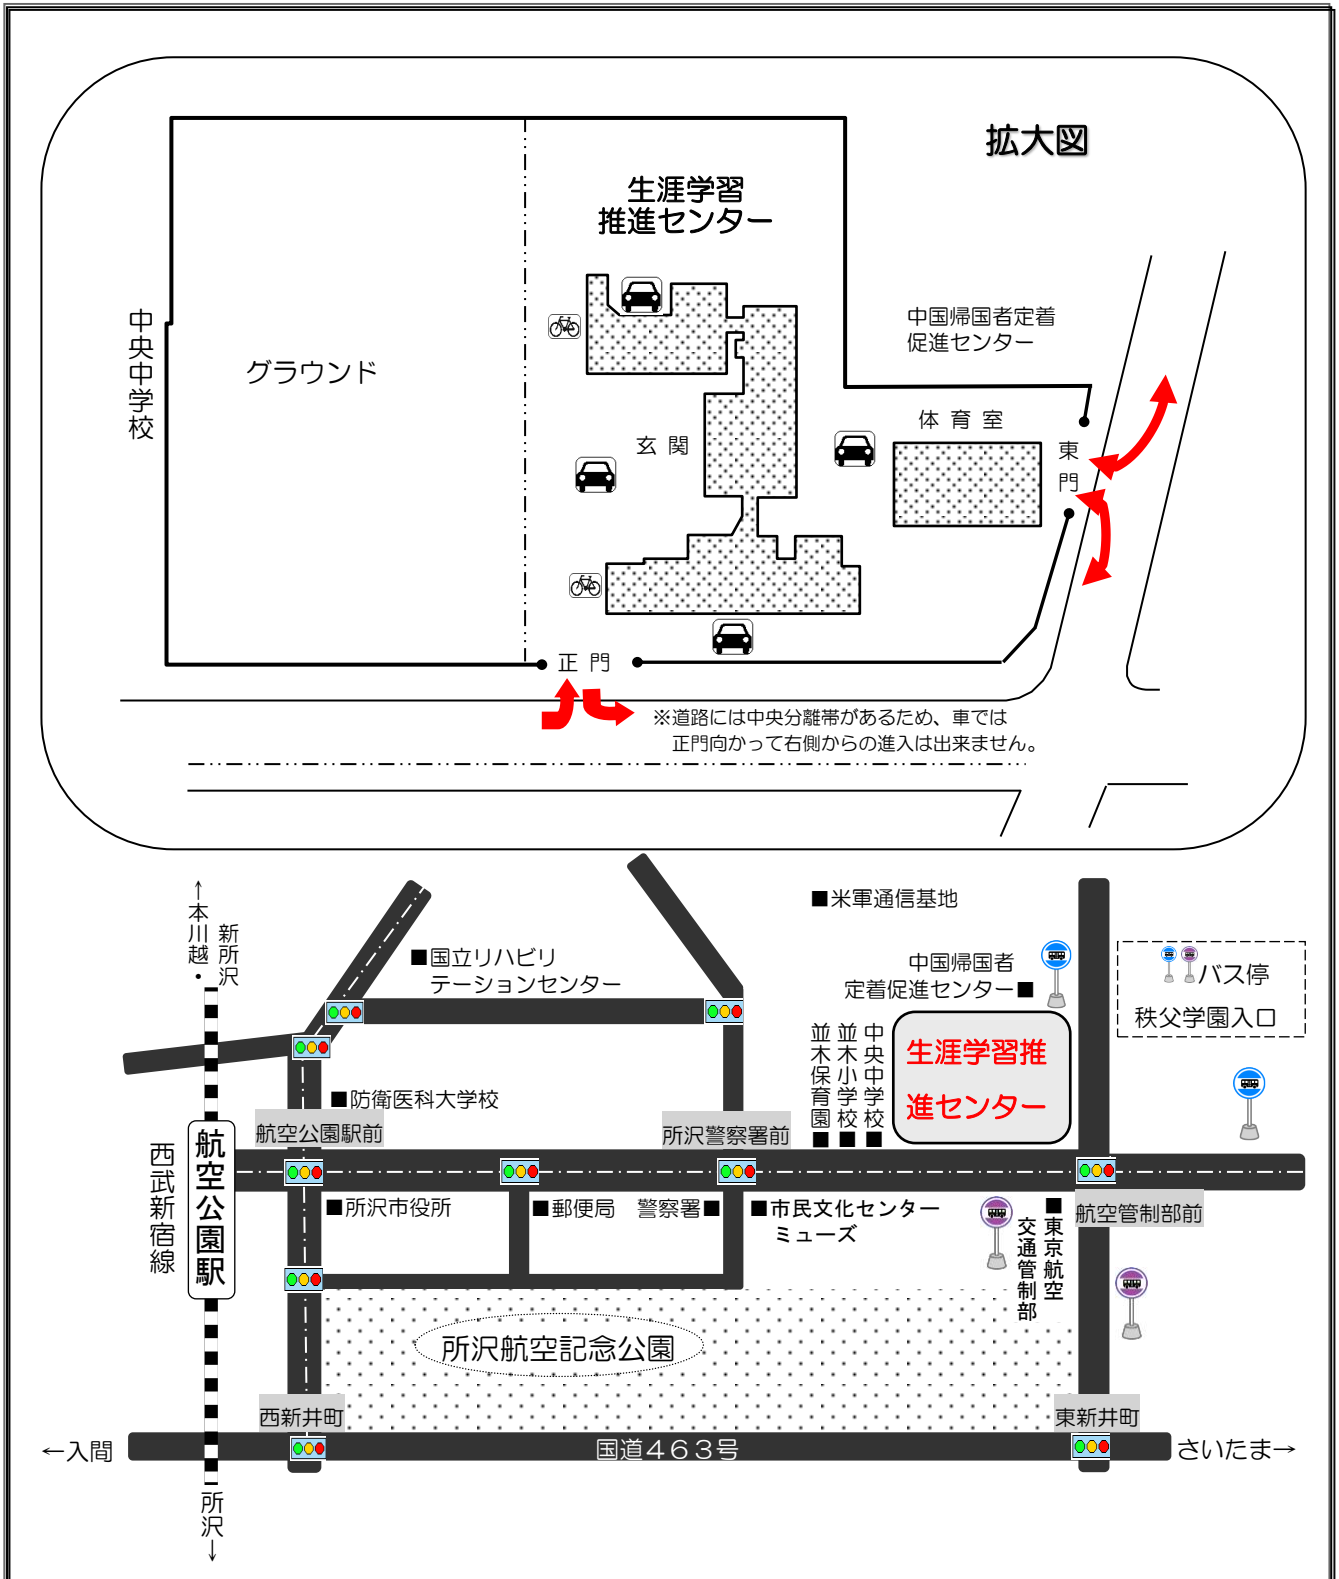 拡大図
生涯学習
推進センター
中央中学校
グラウンド
中国帰国者定着
促進センター
体育室
玄関
東門
正門
※道路には中央分離帯があるため、車では
正門向かって右側からの進入は出来ません。
↑本川越・
新所沢
■米軍通信基地
■国立リハビリ
テーションセンター
中国帰国者
定着促進センター■
バス停
秩父学園入口
並木保育園■
並木小学校■
中央中学校■
生涯学習推
進センター
■防衛医科大学校
航空公園駅前
所沢警察署前
西武新宿線
航空公園駅
■所沢市役所
■郵便局
警察署■
■市民文化センター
ミューズ
■東京航空
交通管制部
航空管制部前
所沢航空記念公園
西新井町
東新井町
←入間
国道463号
さいたま→
所沢→